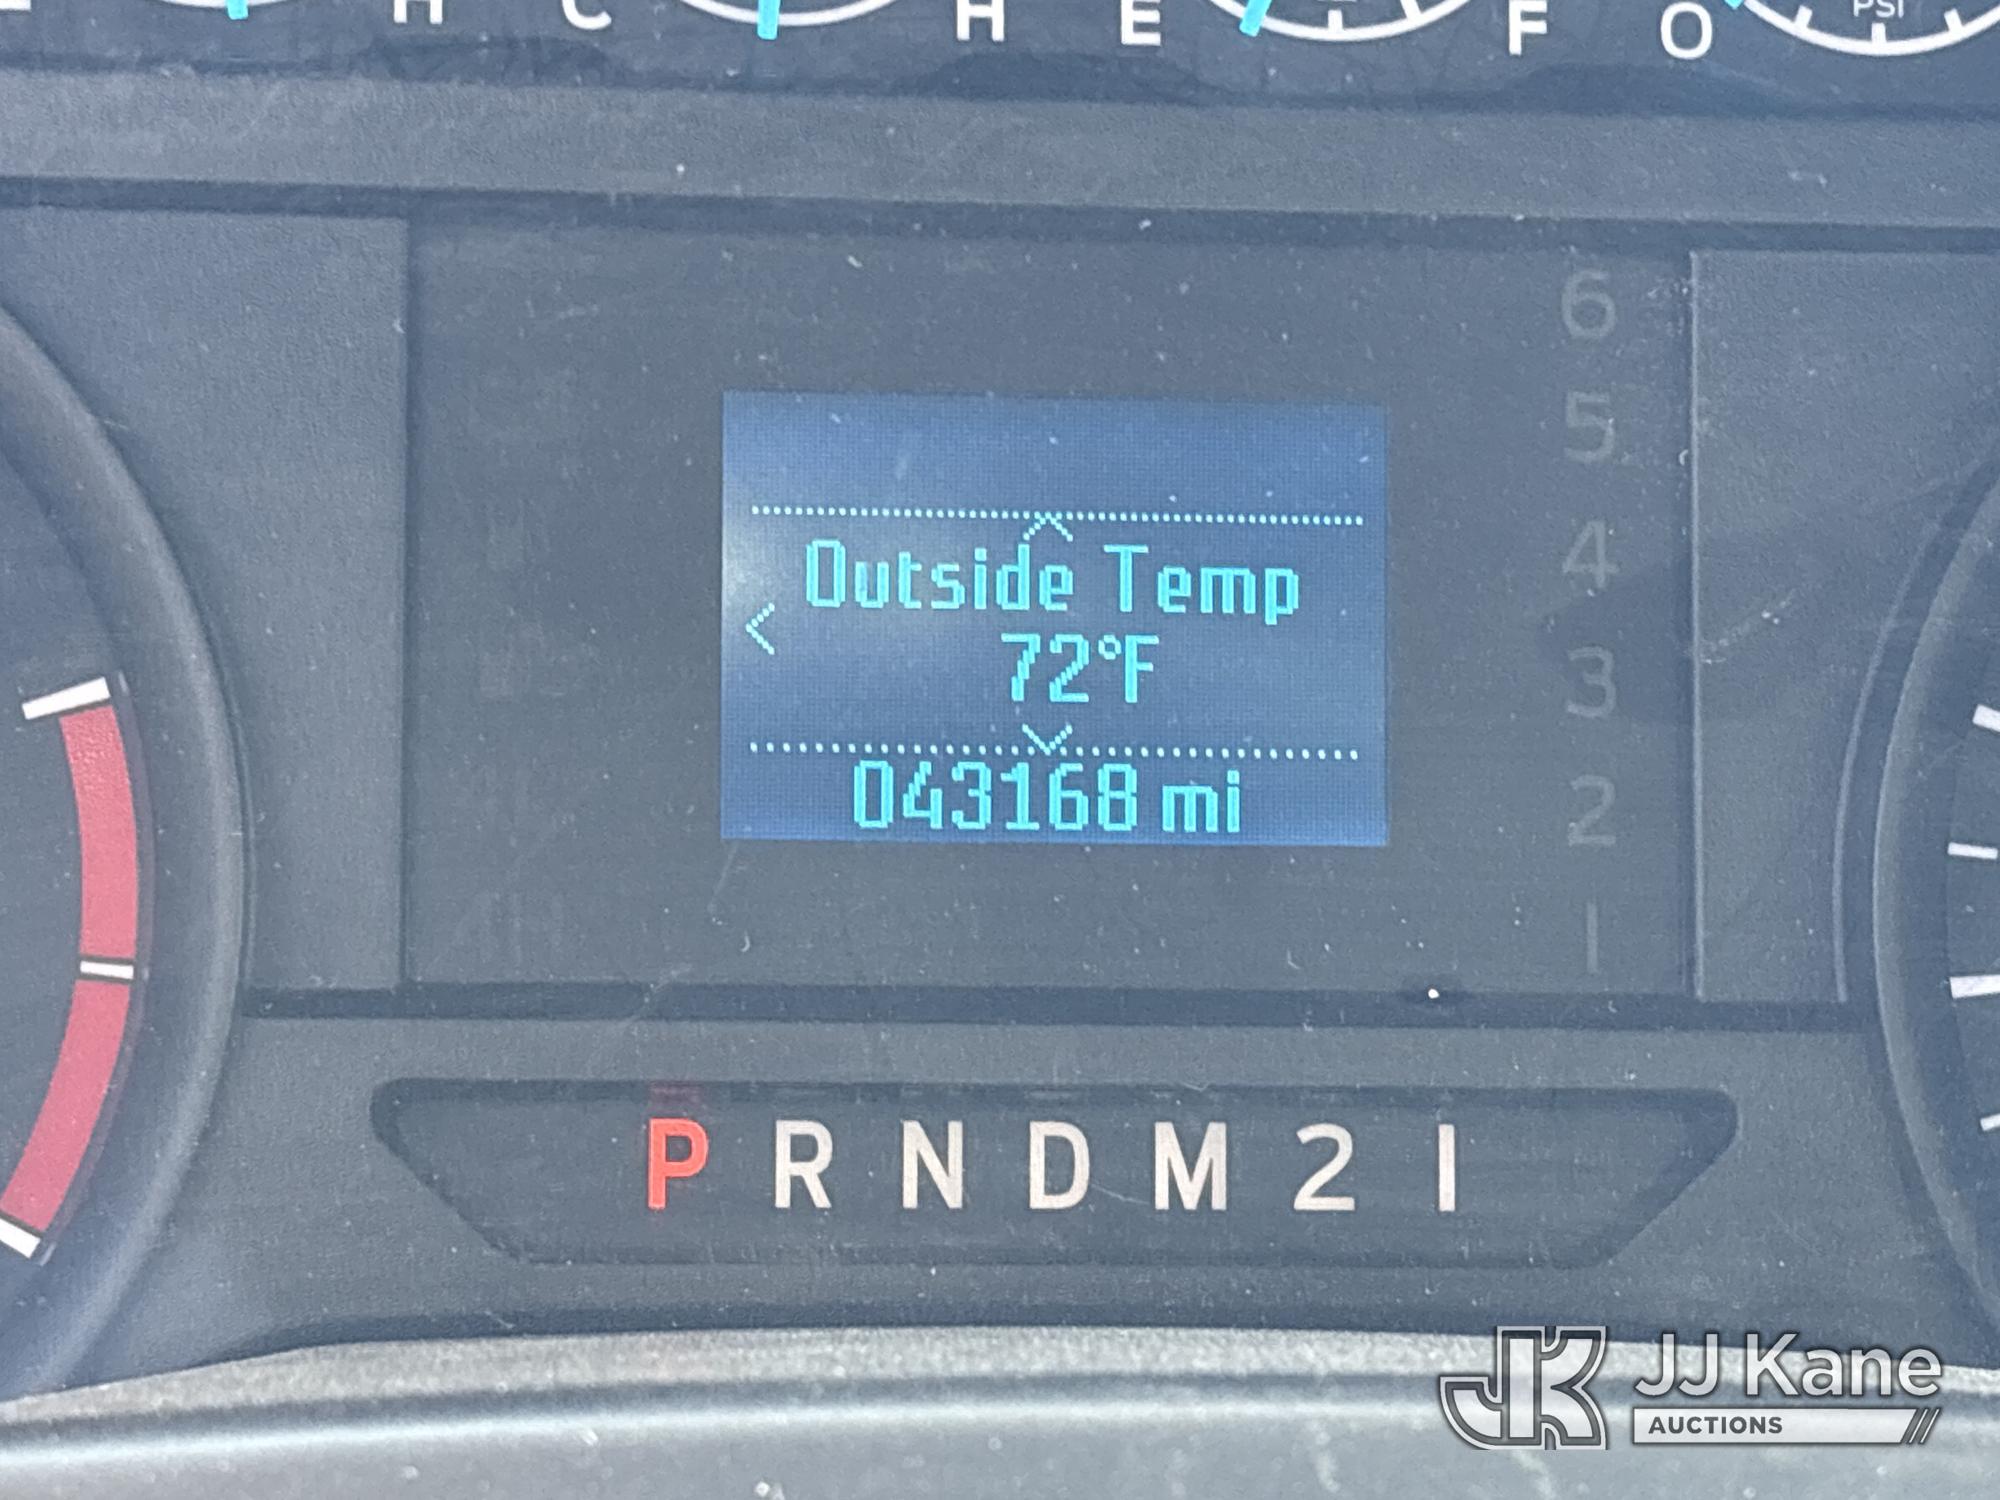 H C H E F O PSI
6
5
4
3
2
1
Outside Temp
72°F
043168 mi
P R N D M 2 1
JJ Kane
AUCTIONS